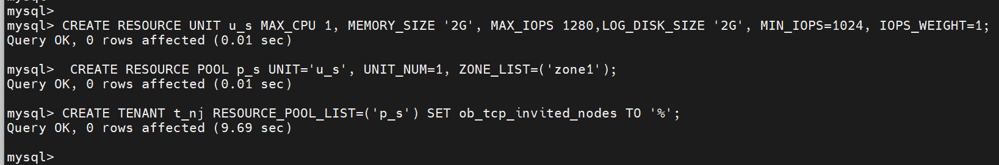 mysql>
mysql> CREATE RESOURCE UNIT u_s MAX_CPU 1, MEMORY_SIZE '2G', MAX_IOPS 1280,LOG_DISK_SIZE '2G', MIN_IOPS=1024, IOPS_WEIGHT=1;
Query OK, 0 rows affected (0.01 sec)
mysql>  CREATE RESOURCE POOL p_s UNIT='u_s', UNIT_NUM=1, ZONE_LIST=('zone1');
Query OK, 0 rows affected (0.01 sec)
mysql> CREATE TENANT t_nj RESOURCE_POOL_LIST=('p_s') SET ob_tcp_invited_nodes TO '%';
Query OK, 0 rows affected (9.69 sec)
mysql>